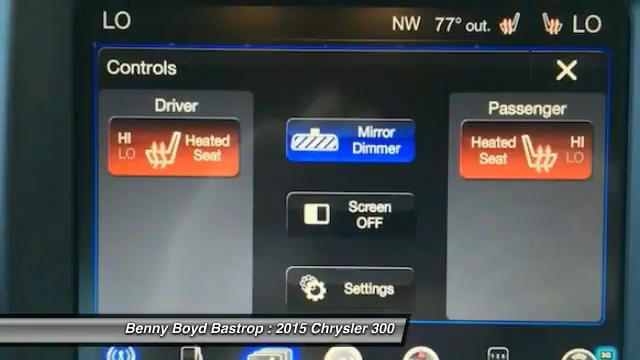 LO NW 77° out. LO
Controls
Driver
Passenger
HI
LO
Heated
Seat
Mirror
Dimmer
Heated
Seat
HI
LO
Screen
OFF
Settings
Benny Boyd Bastrop : 2015 Chrysler 300